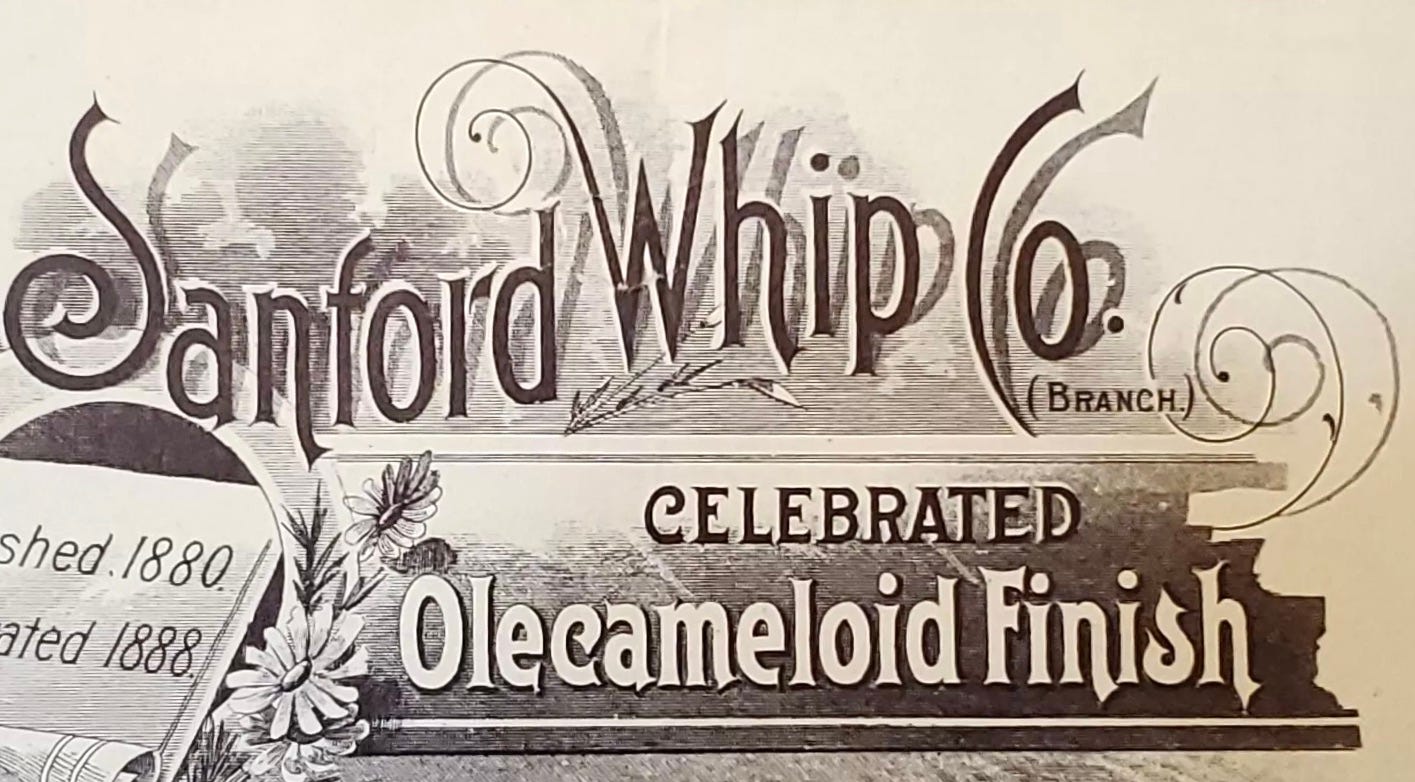 Sanford Whip Co.
(BRANCH.)
CELEBRATED
Olecameloid Finish
shed. 1880.
ated 1888.